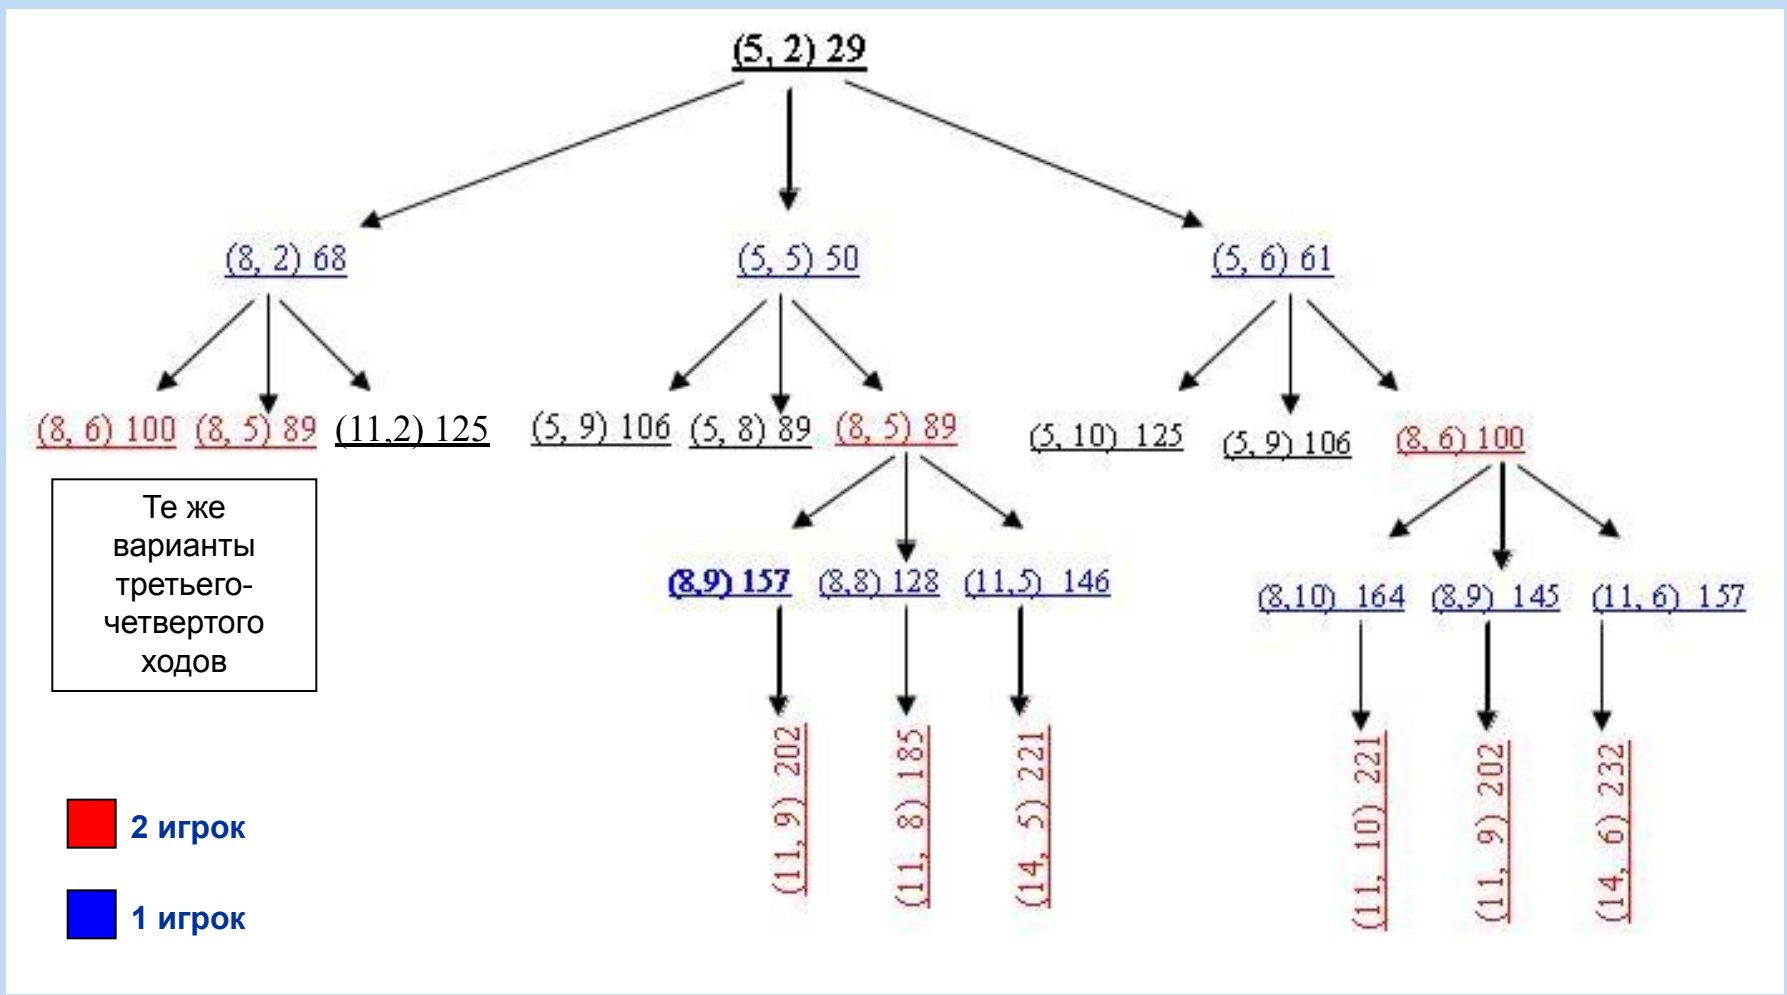 (5, 2) 29
(8, 2) 68
(5, 5) 50
(5, 6) 61
(8, 6) 100
(8, 5) 89
(11,2) 125
(5, 9) 106
(5, 8) 89
(8, 5) 89
(5, 10) 125
(5, 9) 106
(8, 6) 100
Те же
варианты
третьего-
четвертого
ходов
(8,9) 157
(8,8) 128
(11,5) 146
(8,10) 164
(8,9) 145
(11, 6) 157
(11, 9) 202
(11, 8) 185
(14, 5) 221
(11, 10) 221
(11, 9) 202
(14, 6) 232
2 игрок
1 игрок